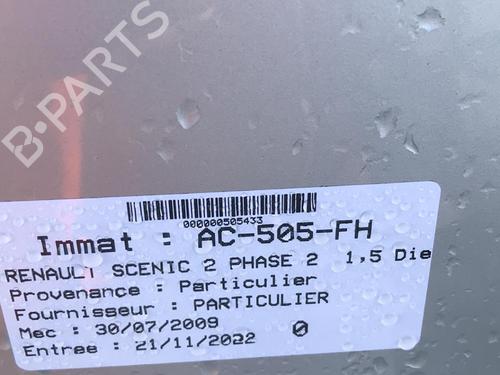 B-PARTS
000000505433
Immat : AC-505-FH
RENAULT SCENIC 2 PHASE 2 1,5 Die
Provenance : Particulier
Fournisseur : PARTICULIER
Mec : 30/07/2009 0
Entree : 21/11/2022